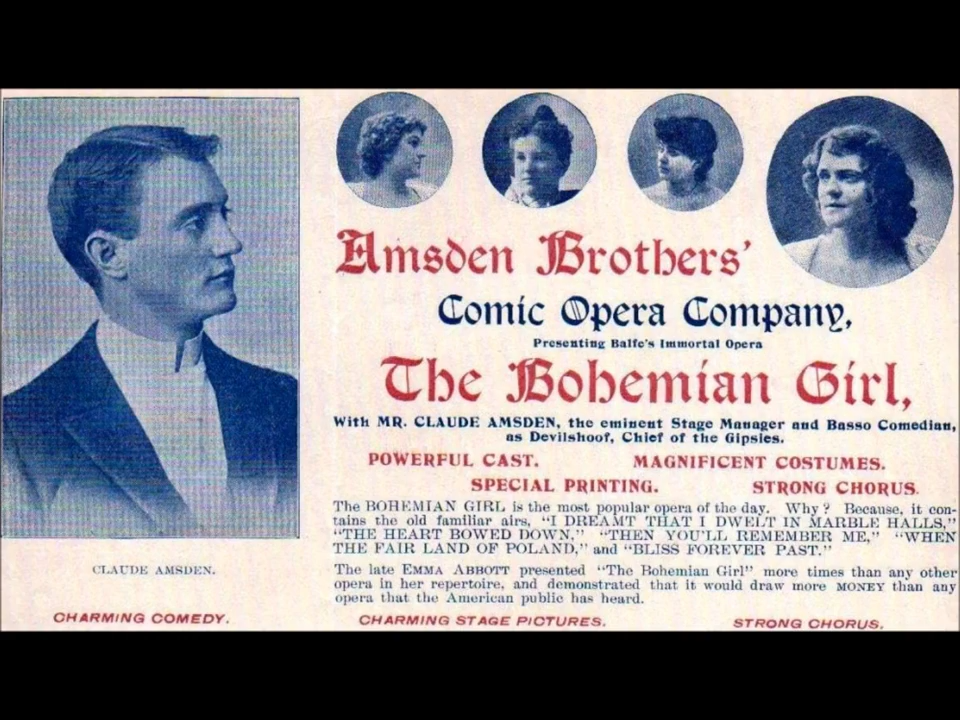 Amsden Brothers'
Comic Opera Company,
Presenting Balfe's Immortal Opera
The Bohemian Girl,
With MR. CLAUDE AMSDEN, the eminent Stage Manager and Basso Comedian,
as Devilshoof, Chief of the Gipsies.
POWERFUL CAST. MAGNIFICENT COSTUMES.
SPECIAL PRINTING. STRONG CHORUS.
The BOHEMIAN GIRL is the most popular opera of the day. Why? Because, it con-
tains the old familiar airs, "I DREAMT THAT I DWELT IN MARBLE HALLS,"
"THE HEART BOWED DOWN," "THEN YOU'LL REMEMBER ME," "WHEN
THE FAIR LAND OF POLAND," and "BLISS FOREVER PAST."
The late EMMA ABBOTT presented "The Bohemian Girl" more times than any other
opera in her repertoire, and demonstrated that it would draw more MONEY than any
opera that the American public has heard.
CLAUDE AMSDEN.
CHARMING COMEDY. CHARMING STAGE PICTURES. STRONG CHORUS.